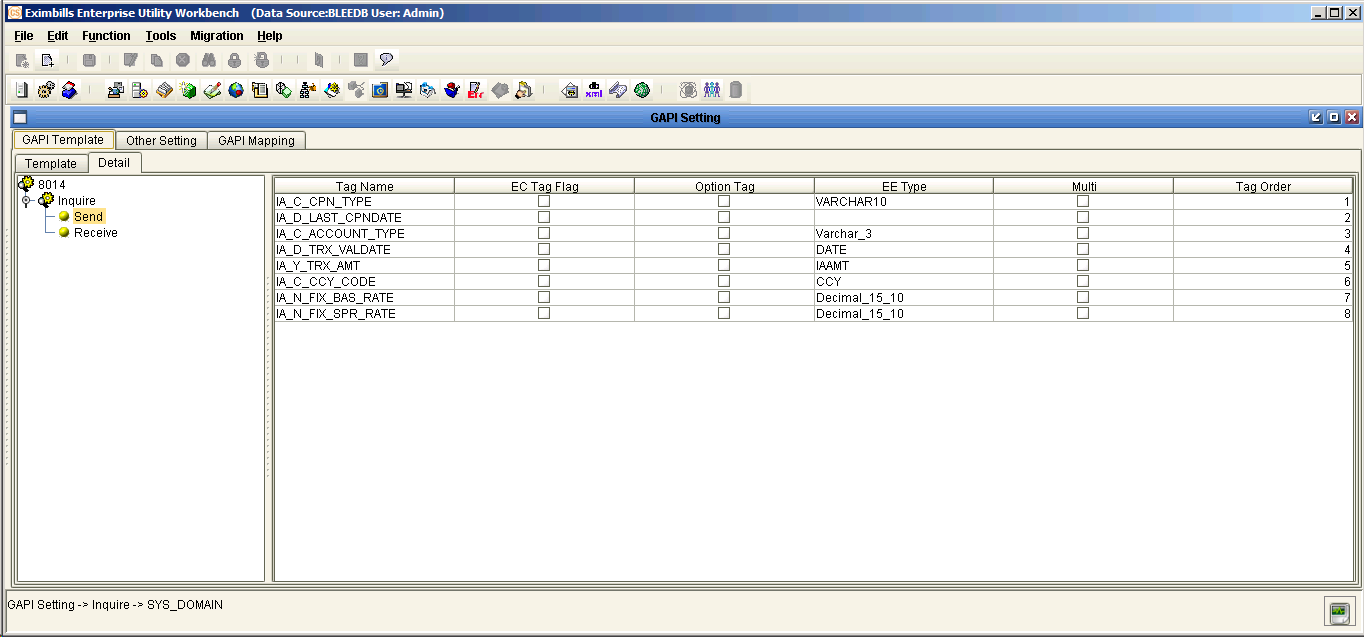 Eximbills Enterprise Utility Workbench (Data Source:BLEEDB User: Admin)
File Edit Function Tools Migration Help
GAPI Setting
GAPI Template Other Setting GAPI Mapping
Template Detail
8014
Inquire
Send
Receive
Tag Name EC Tag Flag Option Tag EE Type Multi Tag Order
IA_C_CPN_TYPE VARCHAR10 1
IA_D_LAST_CPNDATE 2
IA_C_ACCOUNT_TYPE Varchar_3 3
IA_D_TRX_VALDATE DATE 4
IA_Y_TRX_AMT IAAMT 5
IA_C_CCY_CODE CCY 6
IA_N_FIX_BAS_RATE Decimal_15_10 7
IA_N_FIX_SPR_RATE Decimal_15_10 8
GAPI Setting -> Inquire -> SYS_DOMAIN